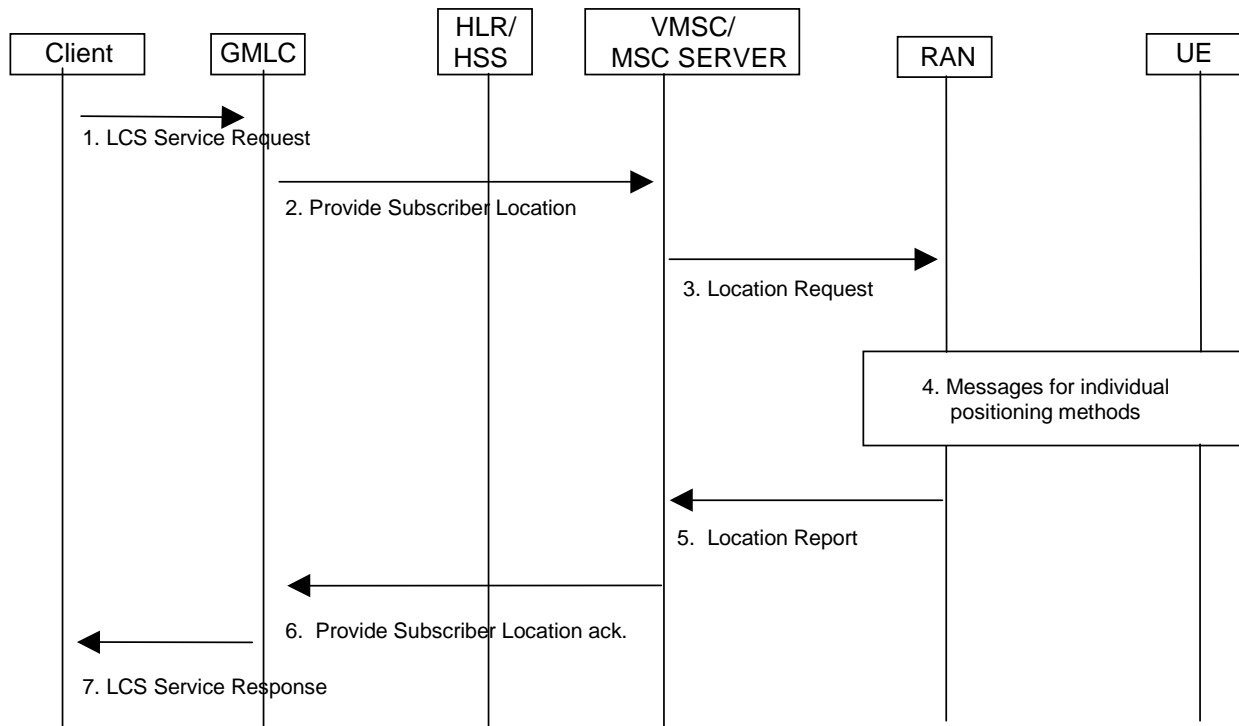 Client
GMLC
HLR/
HSS
VMSC/
MSC SERVER
RAN
UE
1. LCS Service Request
2. Provide Subscriber Location
3. Location Request
4. Messages for individual
positioning methods
5. Location Report
6. Provide Subscriber Location ack.
7. LCS Service Response